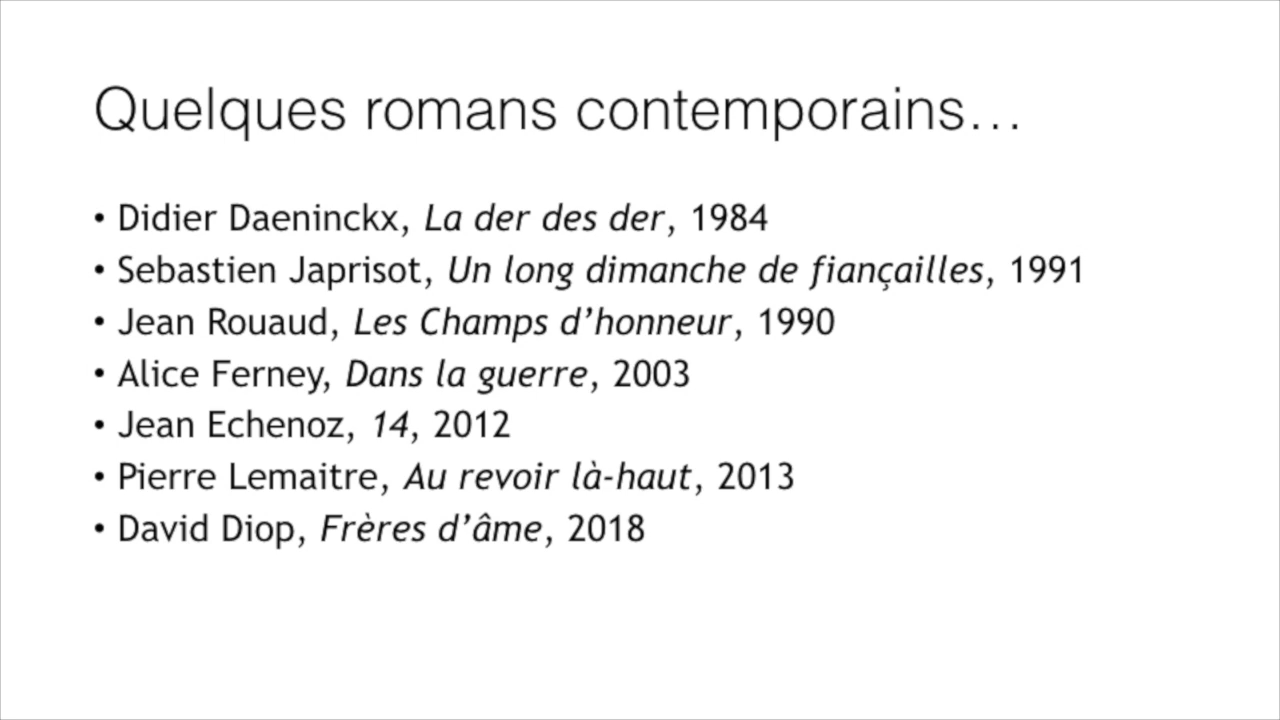 Quelques romans contemporains…
• Didier Daeninckx, La der des der, 1984
• Sebastien Japrisot, Un long dimanche de fiançailles, 1991
• Jean Rouaud, Les Champs d’honneur, 1990
• Alice Ferney, Dans la guerre, 2003
• Jean Echenoz, 14, 2012
• Pierre Lemaitre, Au revoir là-haut, 2013
• David Diop, Frères d’âme, 2018